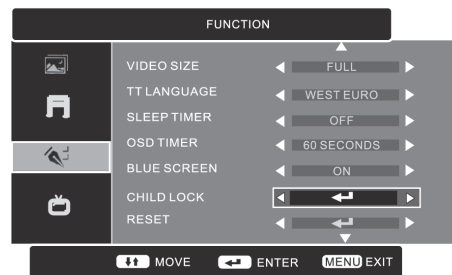 FUNCTION
VIDEO SIZE FULL
TT LANGUAGE WEST EURO
SLEEP TIMER OFF
OSD TIMER 60 SECONDS
BLUE SCREEN ON
CHILD LOCK
RESET
MOVE ENTER MENU EXIT